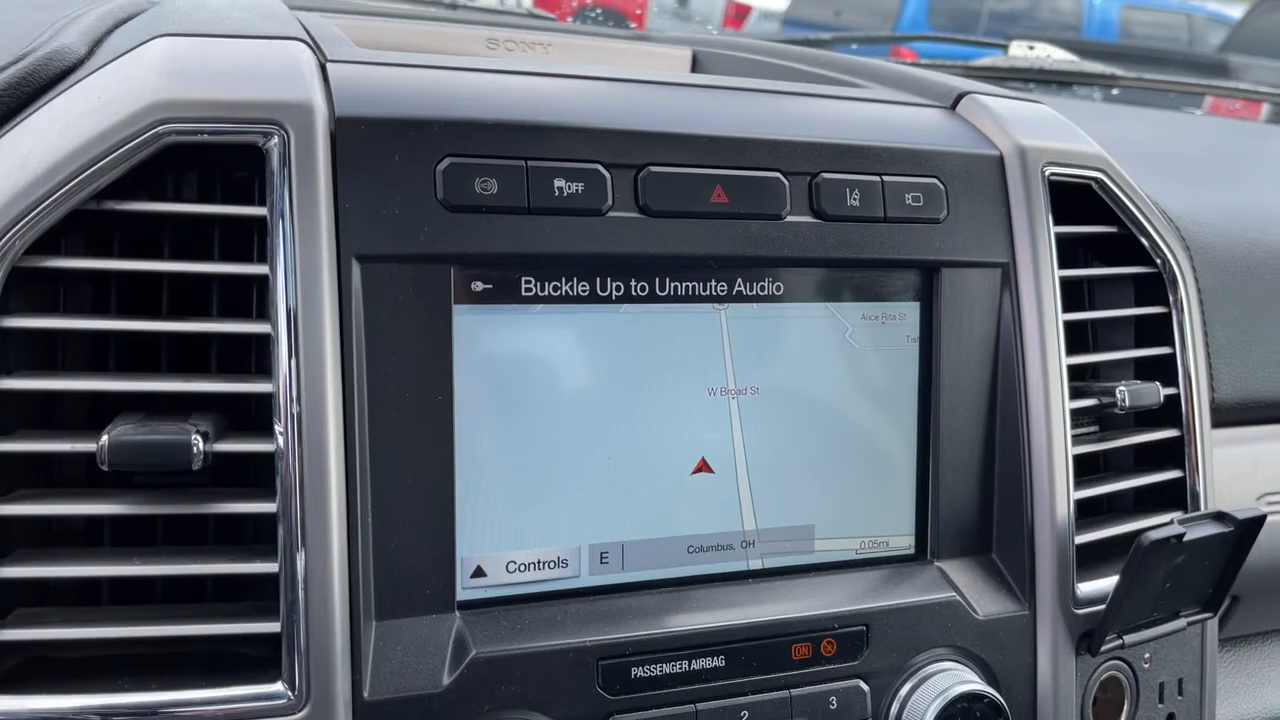 SONY
OFF
Buckle Up to Unmute Audio
Alice Rita St
Tish
W Broad St
Columbus, OH
0.05mi
E
Controls
PASSENGER AIRBAG
ON
2
3